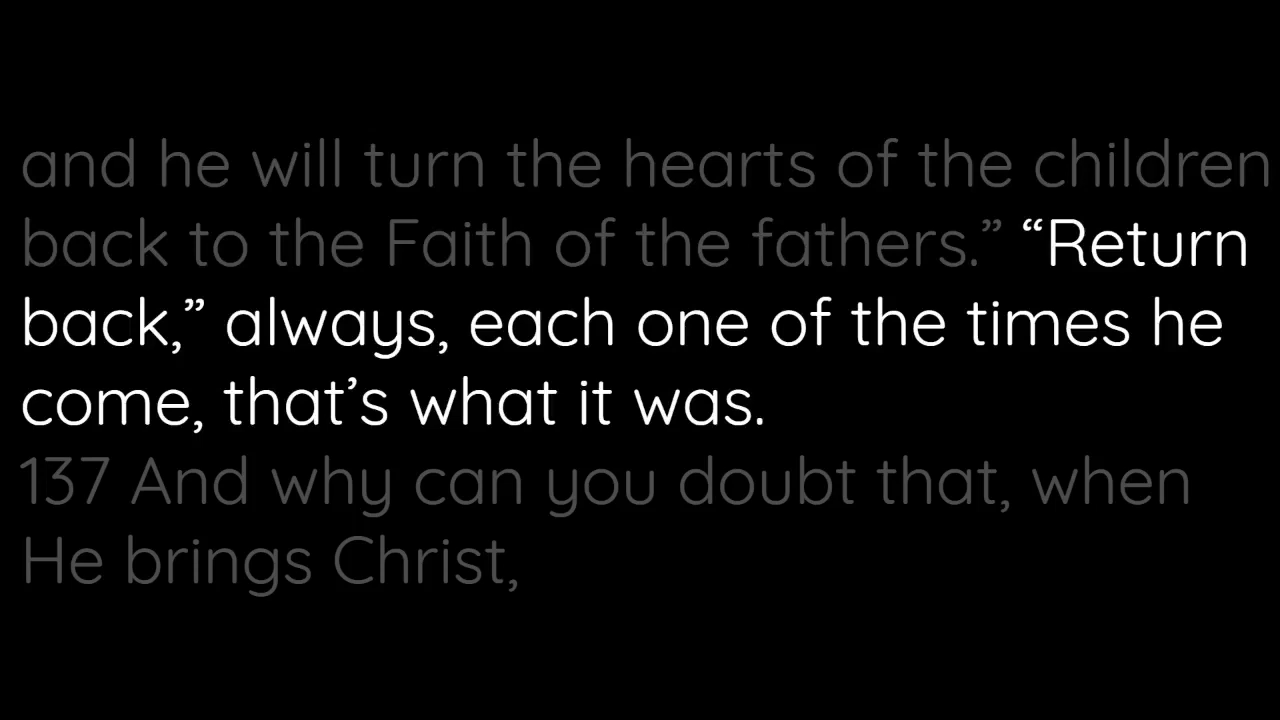 and he will turn the hearts of the children
back to the Faith of the fathers.” “Return
back,” always, each one of the times he
come, that’s what it was.
137 And why can you doubt that, when
He brings Christ,